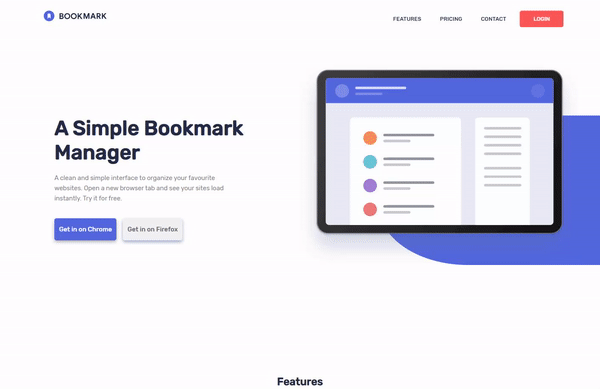 BOOKMARK
FEATURES
PRICING
CONTACT
LOGIN
A Simple Bookmark
Manager
A clean and simple interface to organize your favourite
websites. Open a new browser tab and see your sites load
instantly. Try it for free.
Get in on Chrome
Get in on Firefox
Features